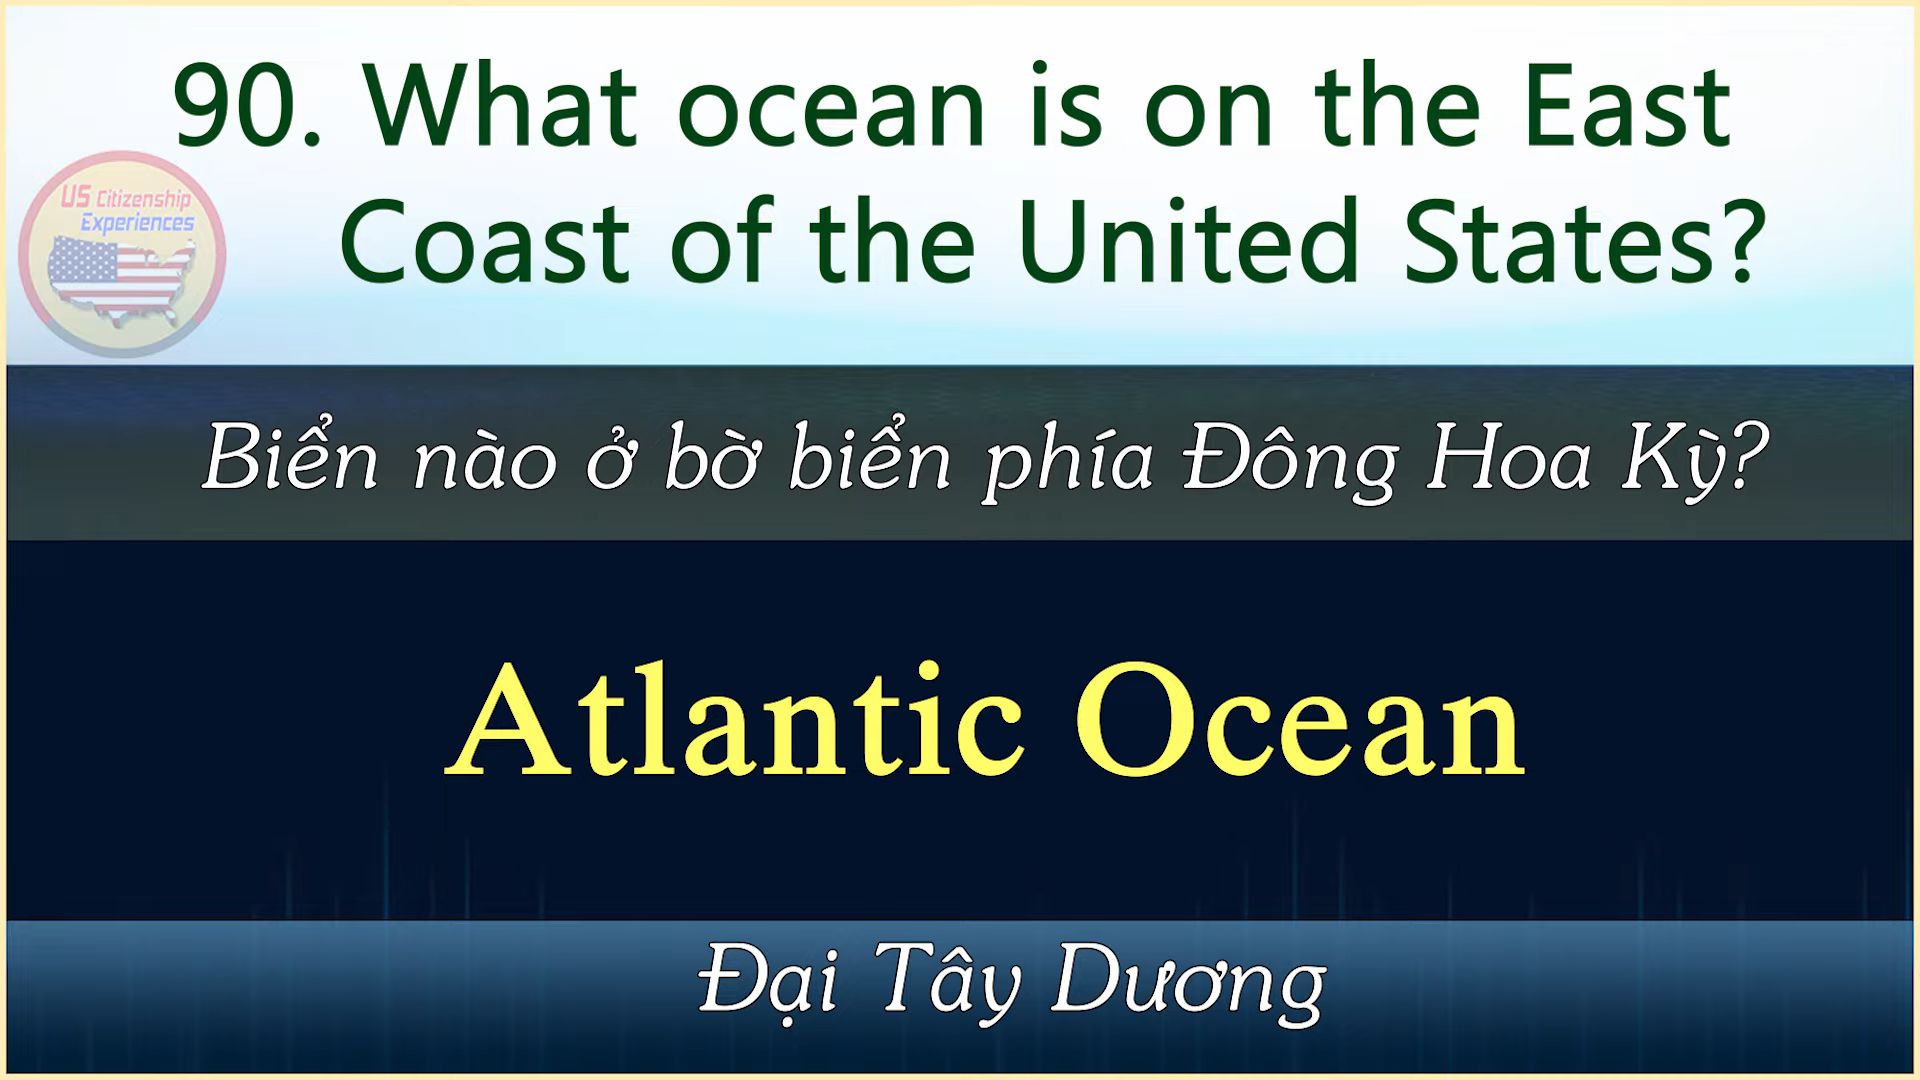 90. What ocean is on the East
Coast of the United States?
US Citizenship
Experiences
Biển nào ở bờ biển phía Đông Hoa Kỳ?
Atlantic Ocean
Đại Tây Dương